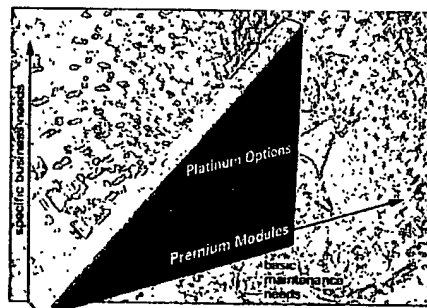 specific business needs
Platinum Options
Premium Modules
basic
maintenance
needs